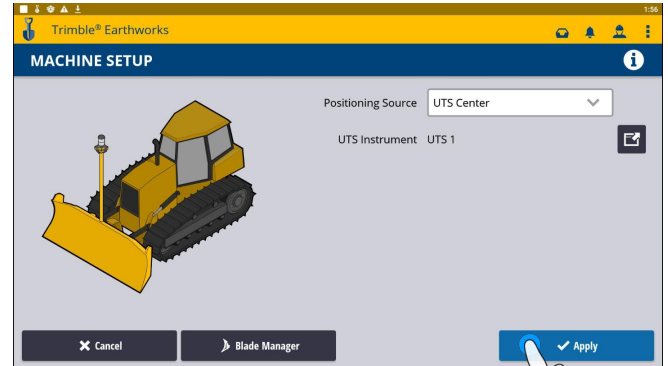 1:56
Trimble® Earthworks
MACHINE SETUP
Positioning Source UTS Center
UTS Instrument UTS 1
Cancel Blade Manager Apply